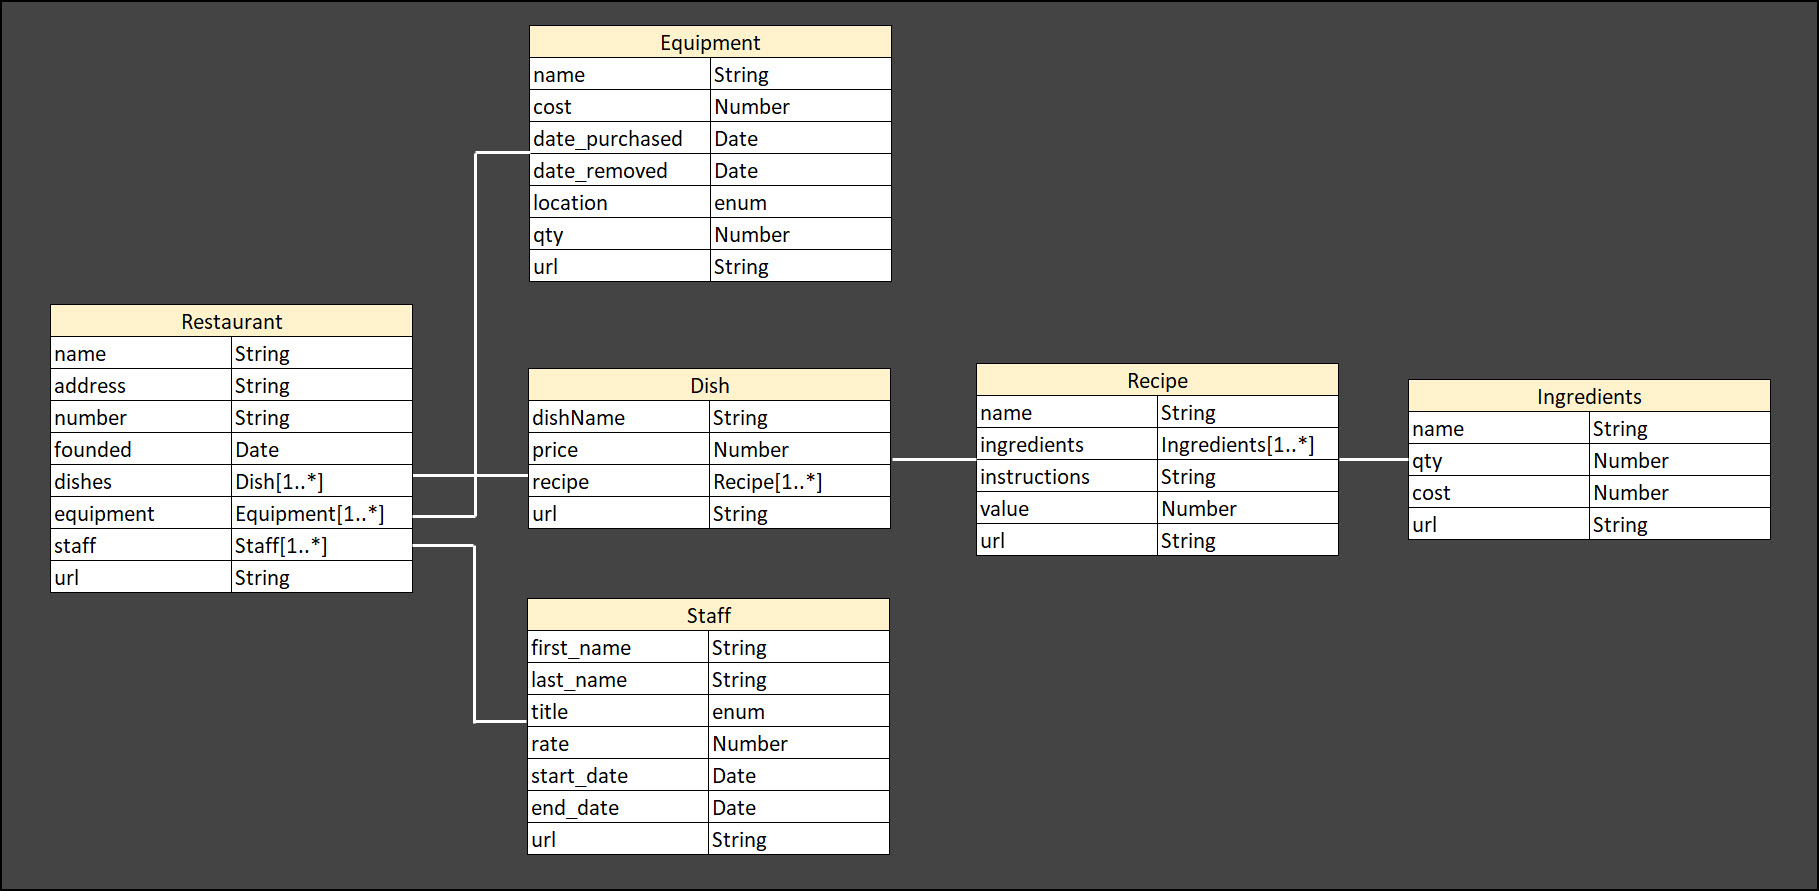 Equipment
name String
cost Number
date_purchased Date
date_removed Date
location enum
qty Number
url String
Restaurant
name String
address String
number String
founded Date
dishes Dish[1..*]
equipment Equipment[1..*]
staff Staff[1..*]
url String
Dish
dishName String
price Number
recipe Recipe[1..*]
url String
Recipe
name String
ingredients Ingredients[1..*]
instructions String
value Number
url String
Ingredients
name String
qty Number
cost Number
url String
Staff
first_name String
last_name String
title enum
rate Number
start_date Date
end_date Date
url String